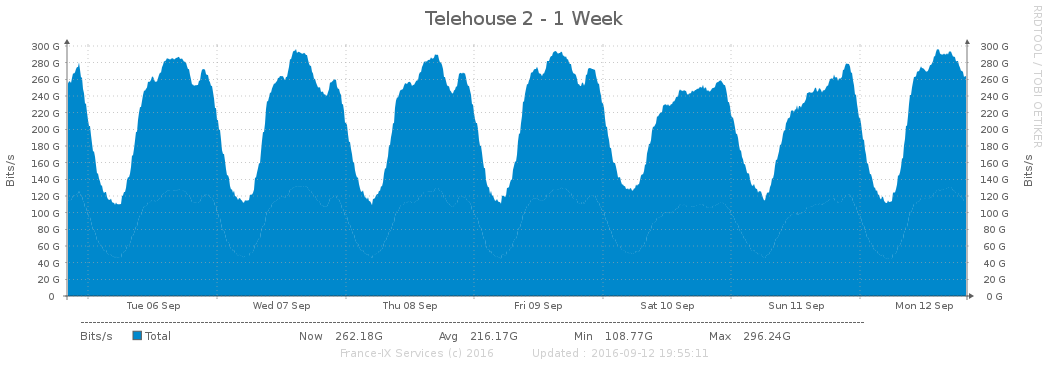 Telehouse 2 - 1 Week
RRDTOOL / TOBI OETIKER
Bits/s
Bits/s
300 G 300 G
280 G 280 G
260 G 260 G
240 G 240 G
220 G 220 G
200 G 200 G
180 G 180 G
160 G 160 G
140 G 140 G
120 G 120 G
100 G 100 G
80 G 80 G
60 G 60 G
40 G 40 G
20 G 20 G
0 0 G
Tue 06 Sep Wed 07 Sep Thu 08 Sep Fri 09 Sep Sat 10 Sep Sun 11 Sep Mon 12 Sep
Bits/s Total Now 262.18G Avg 216.17G Min 108.77G Max 296.24G
France-IX Services (c) 2016 Updated : 2016-09-12 19:55:11